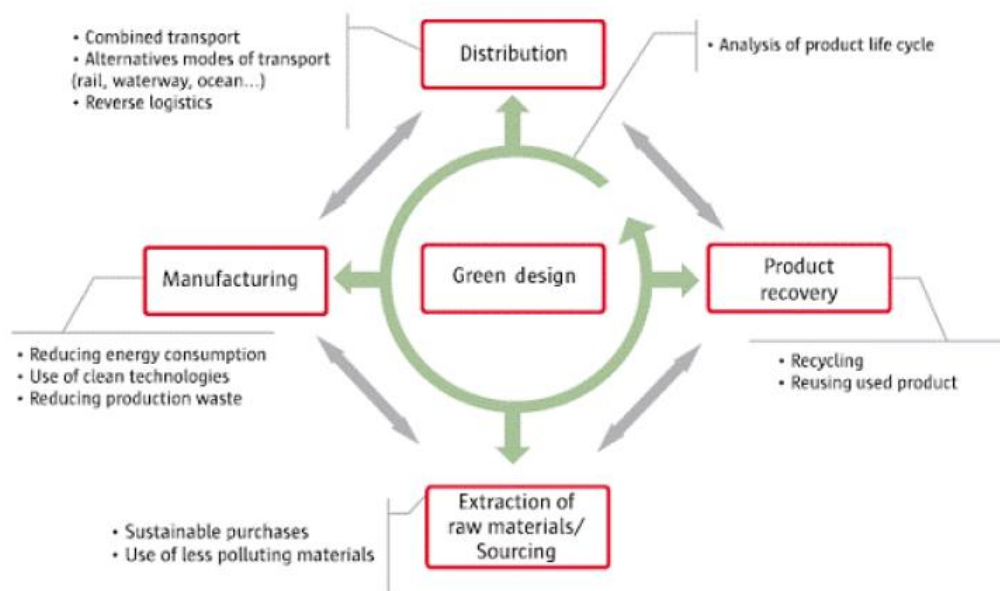 • Combined transport
• Alternatives modes of transport
(rail, waterway, ocean...)
• Reverse logistics
Distribution
• Analysis of product life cycle
Manufacturing
Green design
Product
recovery
• Reducing energy consumption
• Use of clean technologies
• Reducing production waste
• Recycling
• Reusing used product
Extraction of
raw materials/
Sourcing
• Sustainable purchases
• Use of less polluting materials